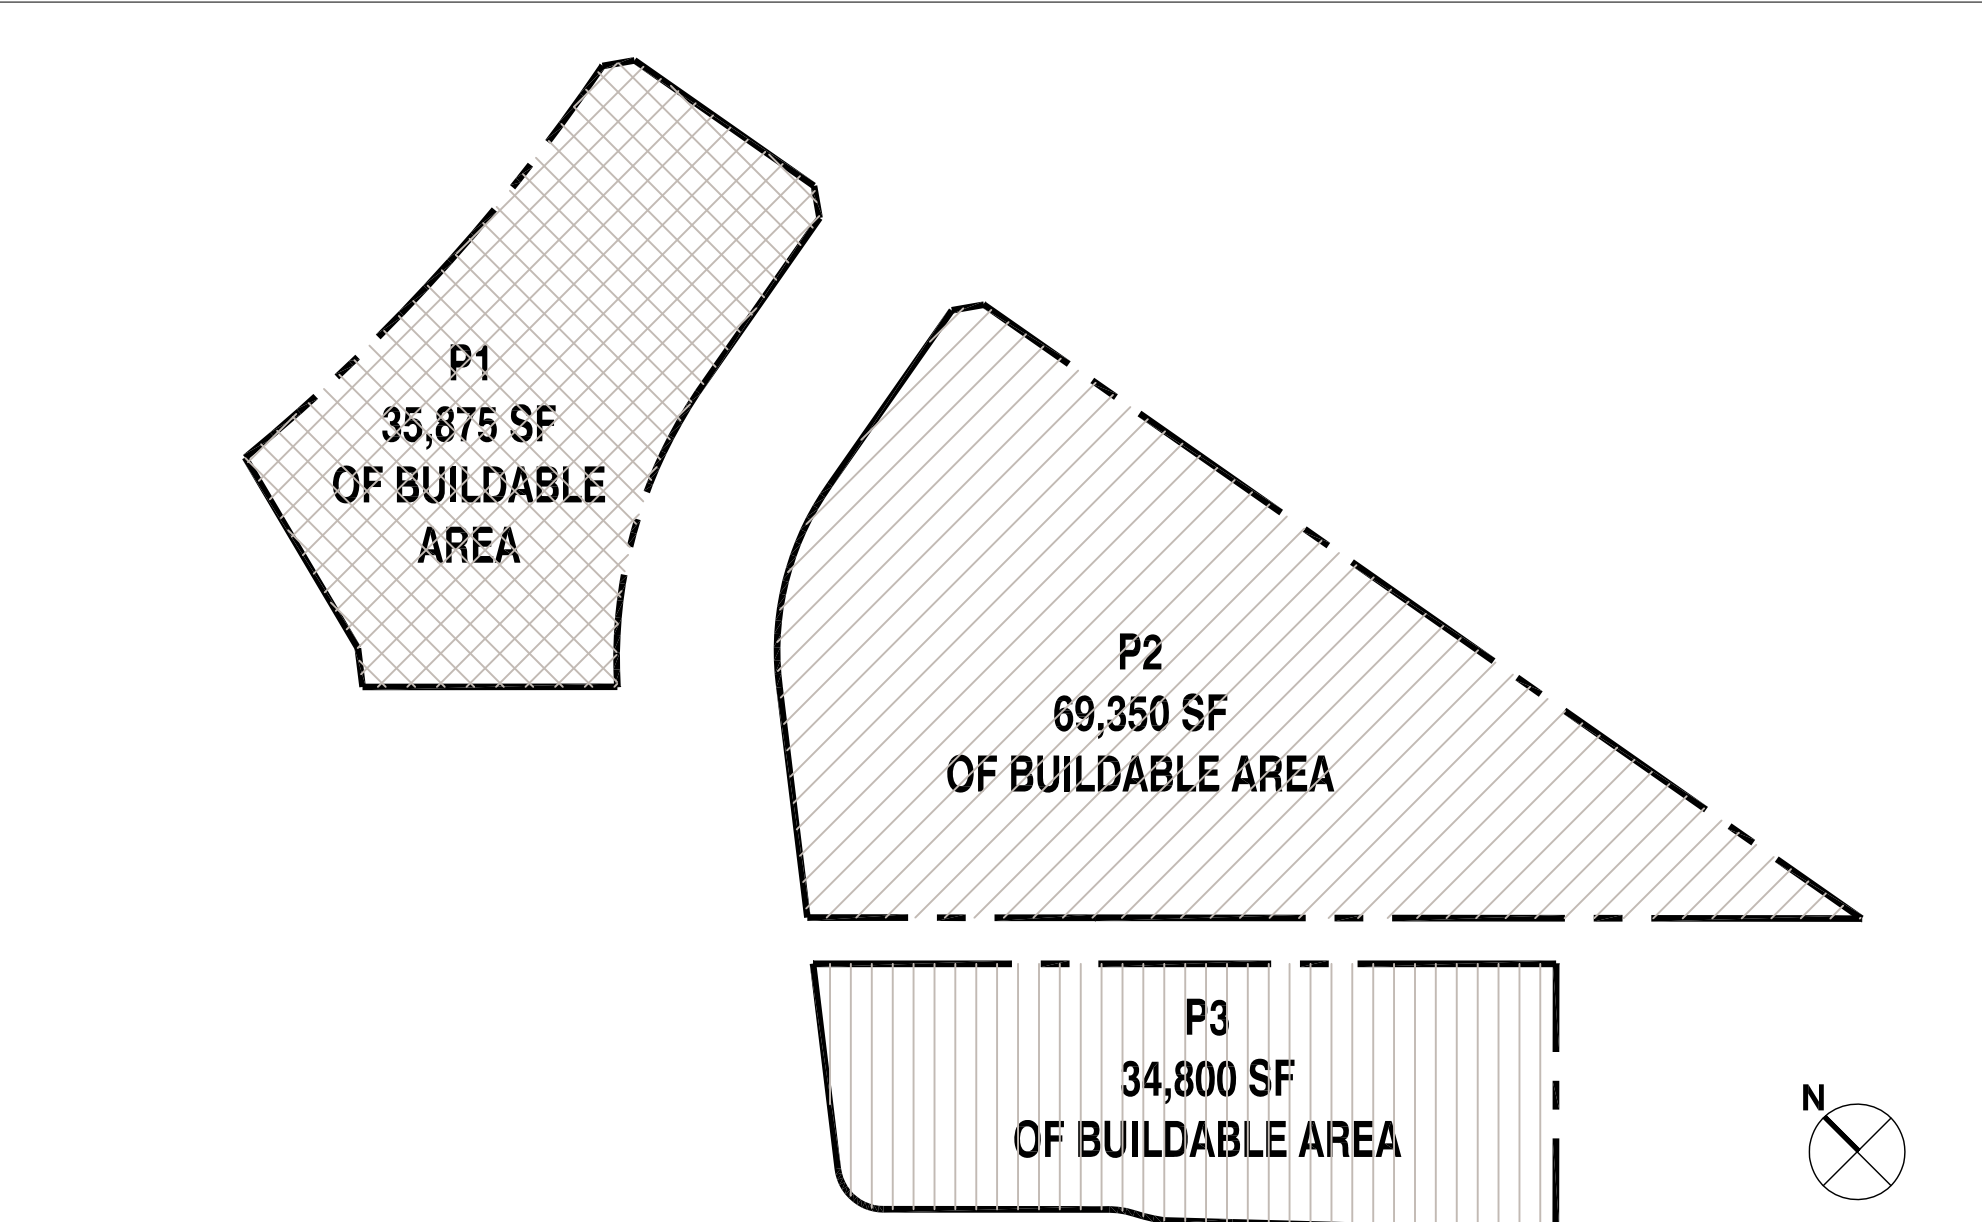 P1
35,875 SF
OF BUILDABLE
AREA
P2
69,350 SF
OF BUILDABLE AREA
P3
34,800 SF
OF BUILDABLE AREA
N